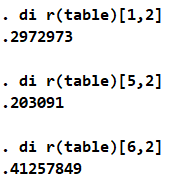 . di r(table)[1,2]
.2972973
. di r(table)[5,2]
.203091
. di r(table)[6,2]
.41257849